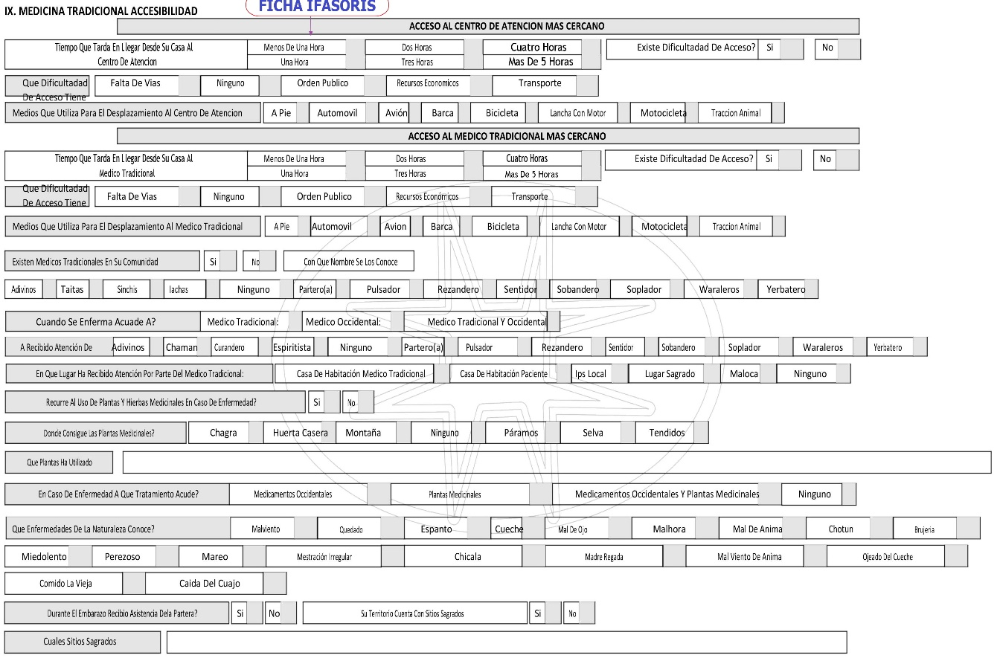 FICHA IFASORIS
IX. MEDICINA TRADICIONAL ACCESIBILIDAD
ACCESO AL CENTRO DE ATENCION MAS CERCANO
Tiempo Que Tarda En Llegar Desde Su Casa Al Menos De Una Hora Dos Horas Cuatro Horas Existe Dificultadad De Acceso? Si No
Centro De Atencion Una Hora Tres Horas Mas De 5 Horas
Que Dificultadad Falta De Vias Ninguno Orden Publico Recursos Economicos Transporte
De Acceso Tiene
Medios Que Utiliza Para El Desplazamiento Al Centro De Atencion A Pie Automovil Avión Barca Bicicleta Lancha Con Motor Motocicleta Traccion Animal
ACCESO AL MEDICO TRADICIONAL MAS CERCANO
Tiempo Que Tarda En Llegar Desde Su Casa Al Menos De Una Hora Dos Horas Cuatro Horas Existe Dificultadad De Acceso? Si No
Medico Tradicional Una Hora Tres Horas Mas De 5 Horas
Que Dificultadad
De Acceso Tiene Falta De Vias Ninguno Orden Publico Recursos Económicos Transporte
Medios Que Utiliza Para El Desplazamiento Al Medico Tradicional A Pie Automovil Avion Barca Bicicleta Lancha Con Motor Motocicleta Traccion Animal
Existen Medicos Tradicionales En Su Comunidad Si No Con Que Nombre Se Los Conoce
Adivinos Taitas Sinchis Iachas Ninguno Partero(a) Pulsador Rezandero Sentidor Sobandero Soplador Waraleros Yerbatero
Cuando Se Enferma Acuade A? Medico Tradicional: Medico Occidental: Medico Tradicional Y Occidental
A Recibido Atención De Adivinos Chaman Curandero Espiritista Ninguno Partero(a) Pulsador Rezandero Sentidor Sobandero Soplador Waraleros Yerbatero
En Que Lugar Ha Recibido Atención Por Parte Del Medico Tradicional: Casa De Habitación Medico Tradicional Casa De Habitación Paciente Ips Local Lugar Sagrado Maloca Ninguno
Recurre Al Uso De Plantas Y Hierbas Medicinales En Caso De Enfermedad? Si No
Donde Consigue Las Plantas Medicinales? Chagra Huerta Casera Montaña Ninguno Páramos Selva Tendidos
Que Plantas Ha Utilizado
En Caso De Enfermedad A Que Tratamiento Acude? Medicamentos Occidentales Plantas Medicinales Medicamentos Occidentales Y Plantas Medicinales Ninguno
Que Enfermedades De La Naturaleza Conoce? Malviento Quedado Espanto Cueche Mal De Ojo Malhora Mal De Anima Chotun Brujeria
Miedolento Perezoso Mareo Mestración Irregular Chicala Madre Regada Mal Viento De Anima Ojeado Del Cueche
Comido La Vieja Caida Del Cuajo
Durante El Embarazo Recibio Asistencia Dela Partera? Si No Su Territorio Cuenta Con Sitios Sagrados Si No
Cuales Sitios Sagrados